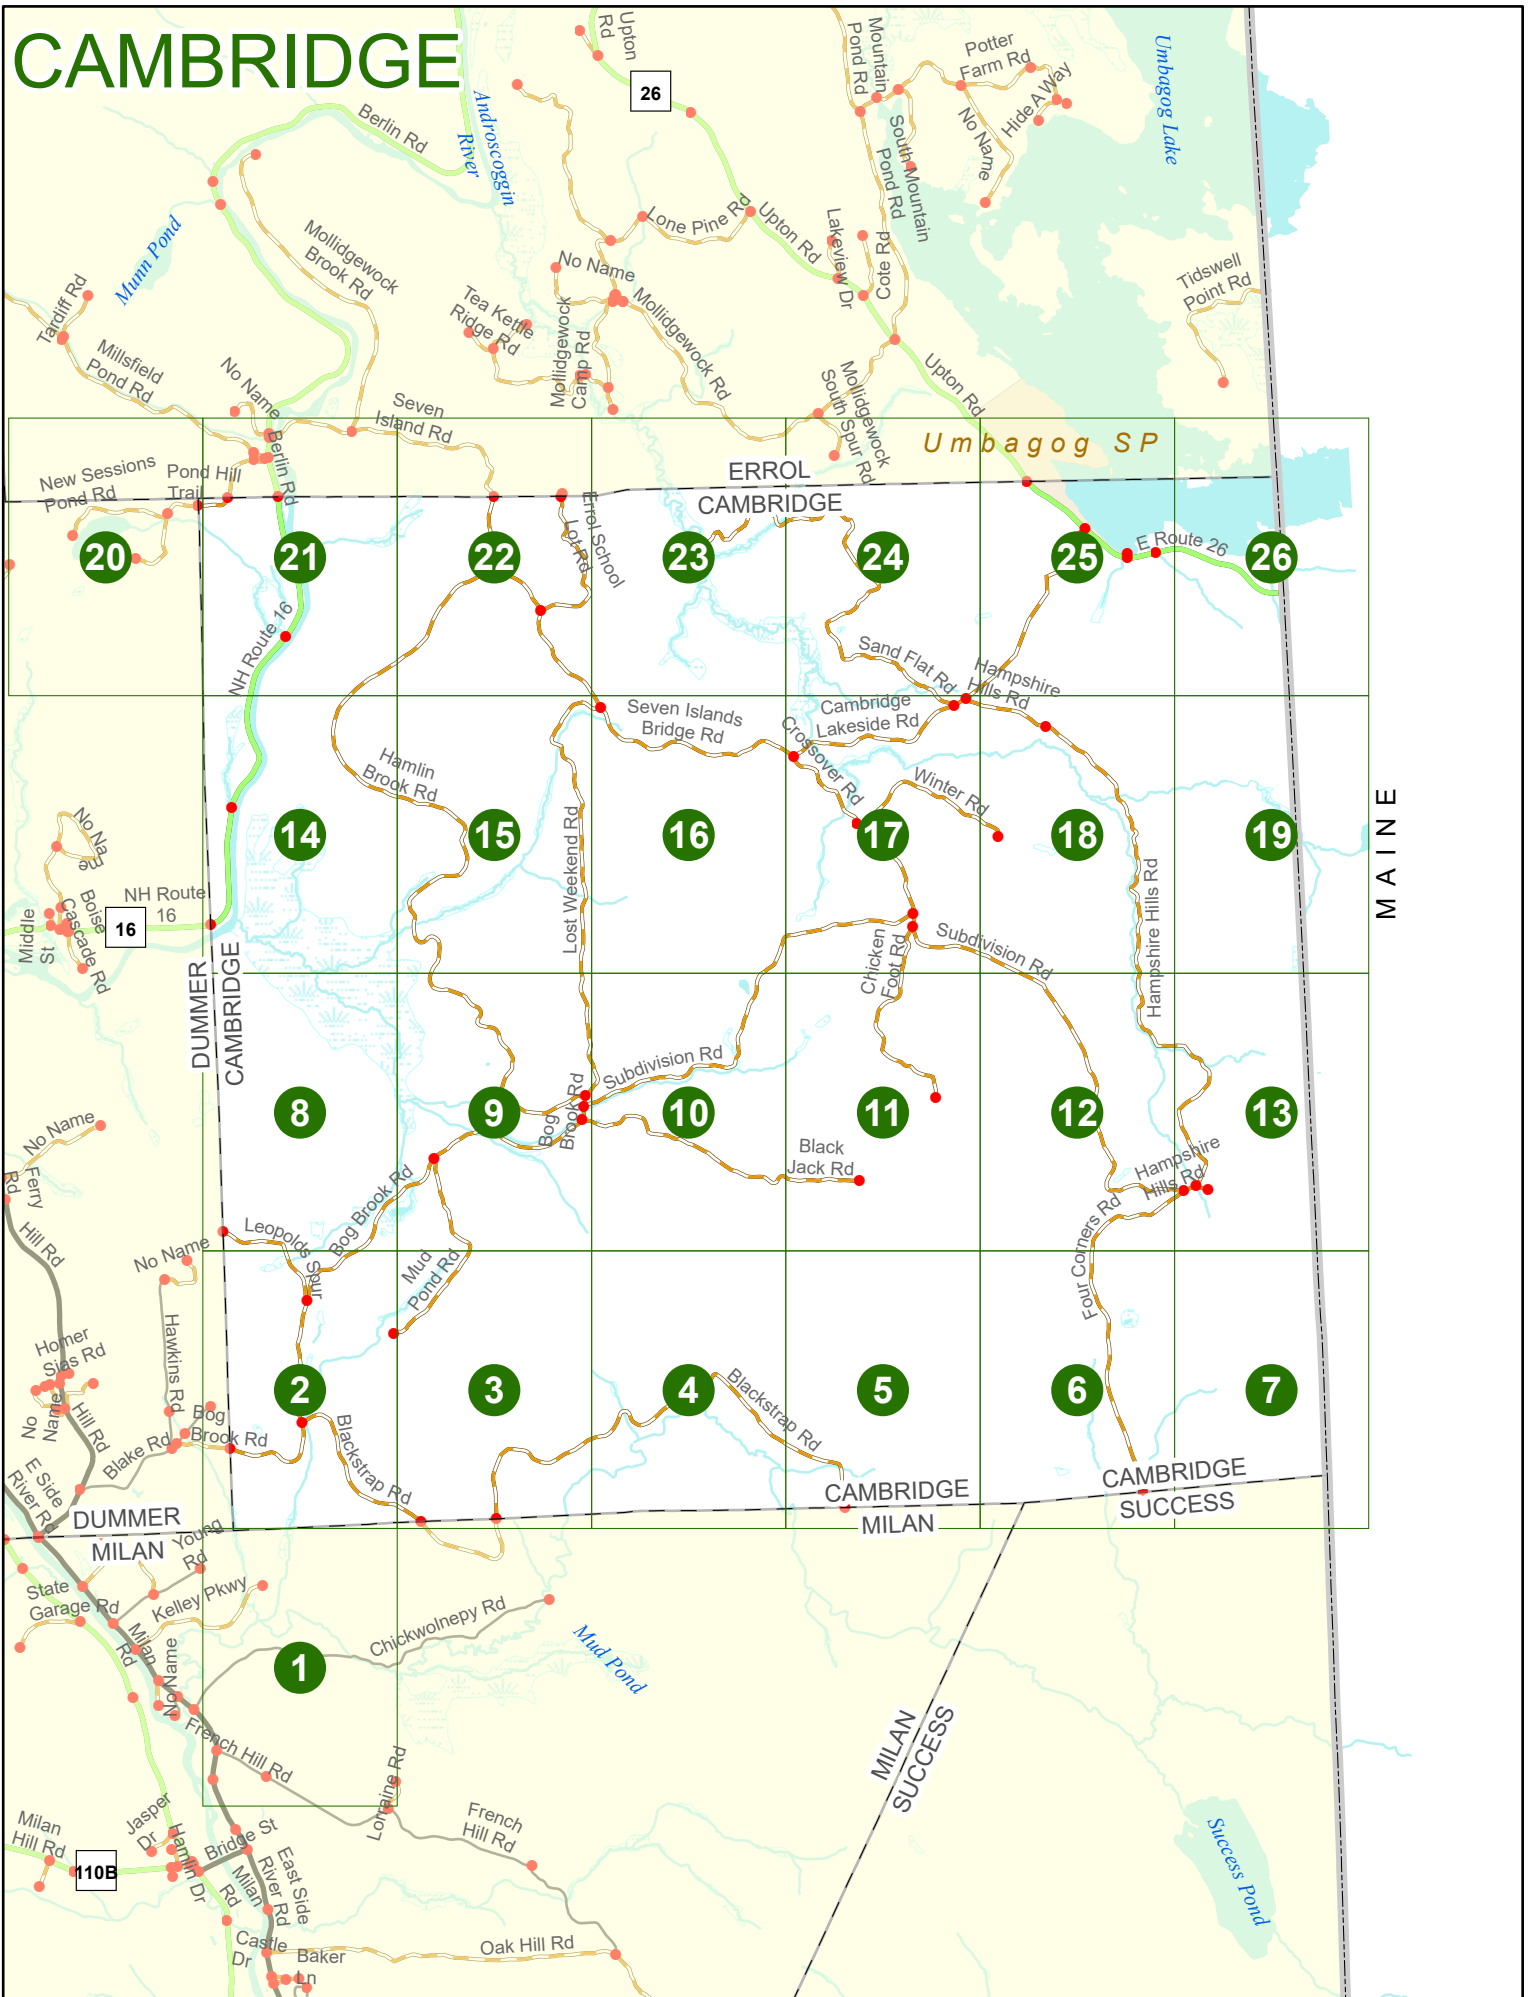 CAMBRIDGE
Upton
Rd
26
Mountain
Pond Rd
Potter
Farm Rd
Hide A Way
No Name
Umbagog Lake
Berlin Rd
Androscoggin
River
South Mountain
Pond Rd
Munn Pond
Mollidgewock
Brook Rd
Lone Pine Rd
Upton Rd
Lakeview Dr
Cote Rd
Tidswell
Point Rd
No Name
Tardiff Rd
Tea Kettle
Ridge Rd
Mollidgewock Rd
Mollidgewock
Camp Rd
Millsfield
Pond Rd
No Name
Seven
Island Rd
Upton Rd
Mollidgewock
South Spur Rd
Umbagog SP
Berlin Rd
New Sessions
Pond Rd
Pond Hill
Trail
ERROL
CAMBRIDGE
Errol School
Lot Rd
E Route 26
20
21
22
23
24
25
26
NH Route 16
Sand Flat Rd
Hampshire
Hills Rd
Cambridge
Lakeside Rd
Seven Islands
Bridge Rd
Crossover Rd
Hamlin
Brook Rd
Winter Rd
Lost Weekend Rd
14
15
16
17
18
19
MAINE
No Na
me
NH Route
16
16
Middle
St
Boise
Cascade Rd
DUMMER
CAMBRIDGE
Chicken
Foot Rd
Subdivision Rd
Hampshire Hills Rd
Subdivision Rd
Bog
Brook Rd
8
9
10
11
12
13
No Name
Ferry
Rd
Hill Rd
Black
Jack Rd
Hampshire
Hills Rd
Bog Brook Rd
Leopolds Spur
No Name
Mud
Pond Rd
Four Corners Rd
Hawkins Rd
Homer
Sias Rd
No
Name
Hill Rd
2
3
4
5
6
7
Bog
Brook Rd
Blake Rd
Blackstrap Rd
Blackstrap Rd
E Side
River Rd
DUMMER
MILAN
CAMBRIDGE
MILAN
CAMBRIDGE
SUCCESS
Young
Rd
State
Garage Rd
Kelley Pkwy
Milan
Rd
No Name
Chickwolnepy Rd
Mud Pond
1
French Hill Rd
MILAN
SUCCESS
Lorraine Rd
French
Hill Rd
Milan
Hill Rd
Jasper
Dr
Hamlin Dr
Bridge St
110B
Milan
Rd
East Side
River Rd
Castle
Dr
Baker
Ln
Oak Hill Rd
Success Pond